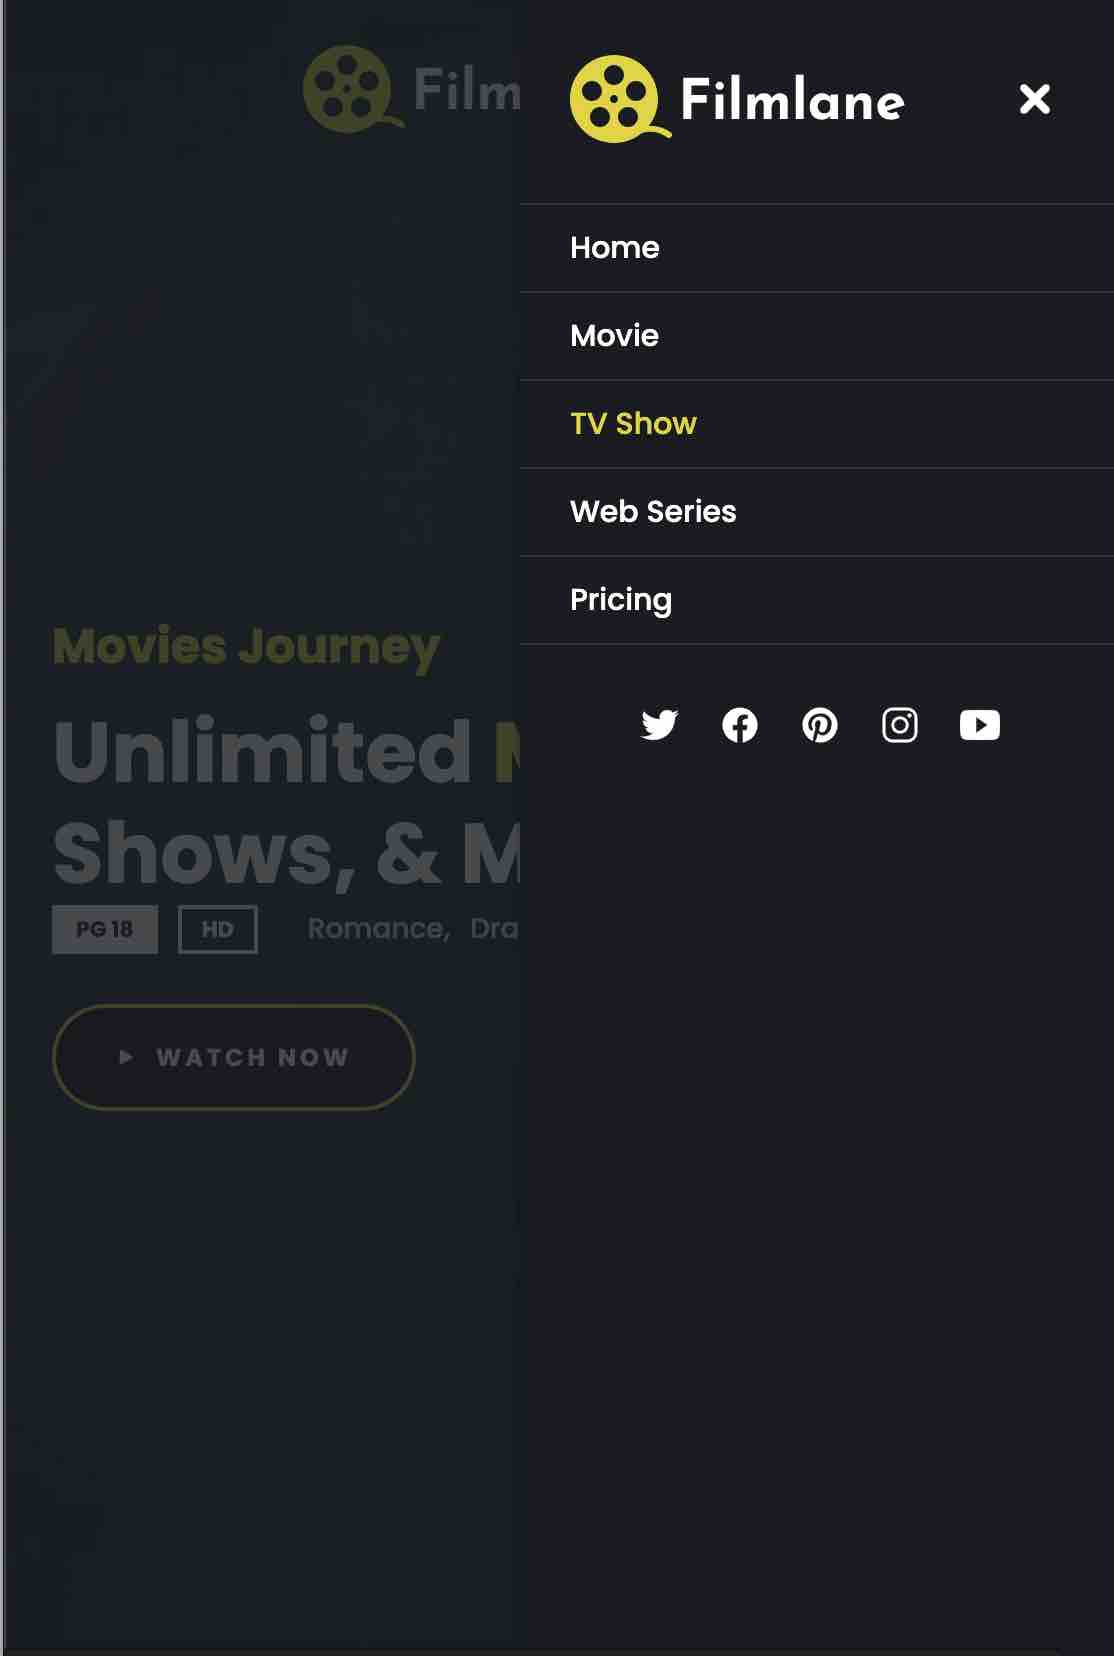 Film
Filmlane
Home
Movie
TV Show
Web Series
Pricing
Movies Journey
Unlimited
Shows, & M
PG 18
HD
Romance,
WATCH NOW